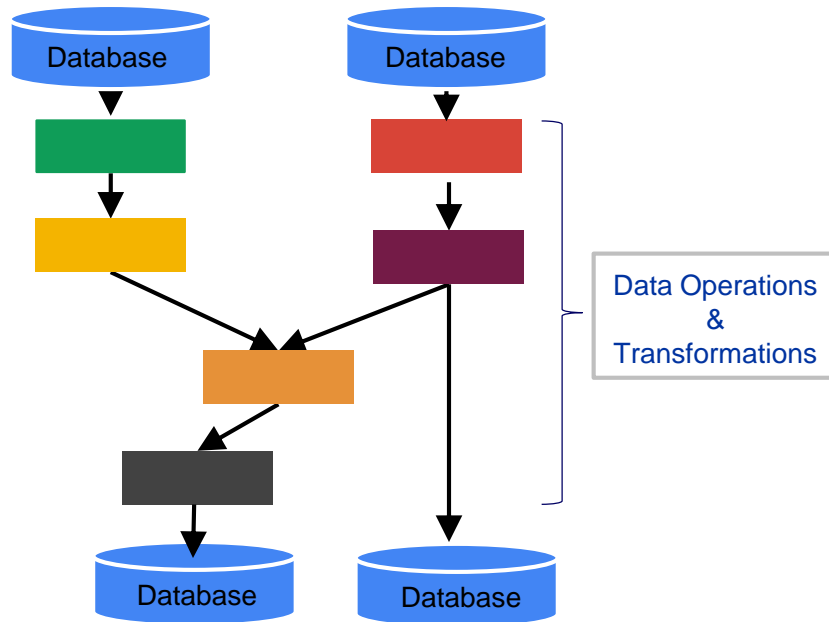 Database
Database
Data Operations
&
Transformations
Database
Database